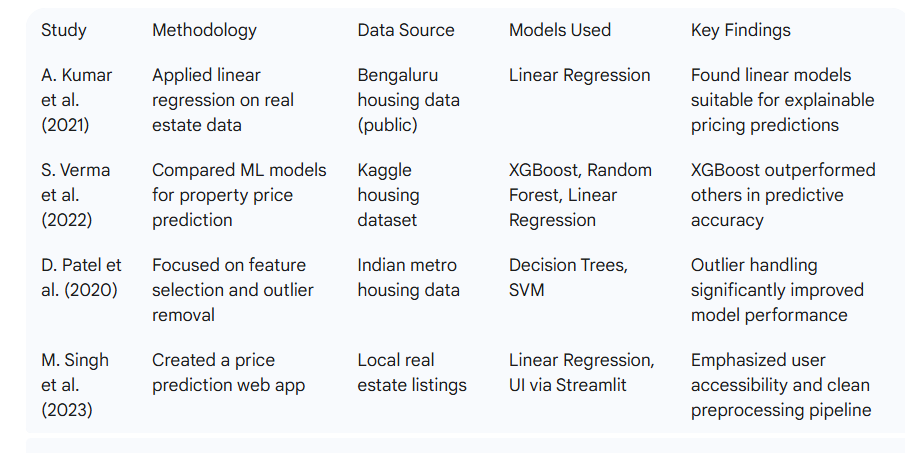 Study Methodology Data Source Models Used Key Findings
A. Kumar Applied linear Bengaluru Linear Regression Found linear models
et al. regression on real housing data suitable for explainable
(2021) estate data (public) pricing predictions
S. Verma Compared ML models Kaggle XGBoost, Random XGBoost outperformed
et al. for property price housing Forest, Linear others in predictive
(2022) prediction dataset Regression accuracy
D. Patel et Focused on feature Indian metro Decision Trees, Outlier handling
al. (2020) selection and outlier housing data SVM significantly improved
removal model performance
M. Singh Created a price Local real Linear Regression, Emphasized user
et al. prediction web app estate listings UI via Streamlit accessibility and clean
(2023) preprocessing pipeline